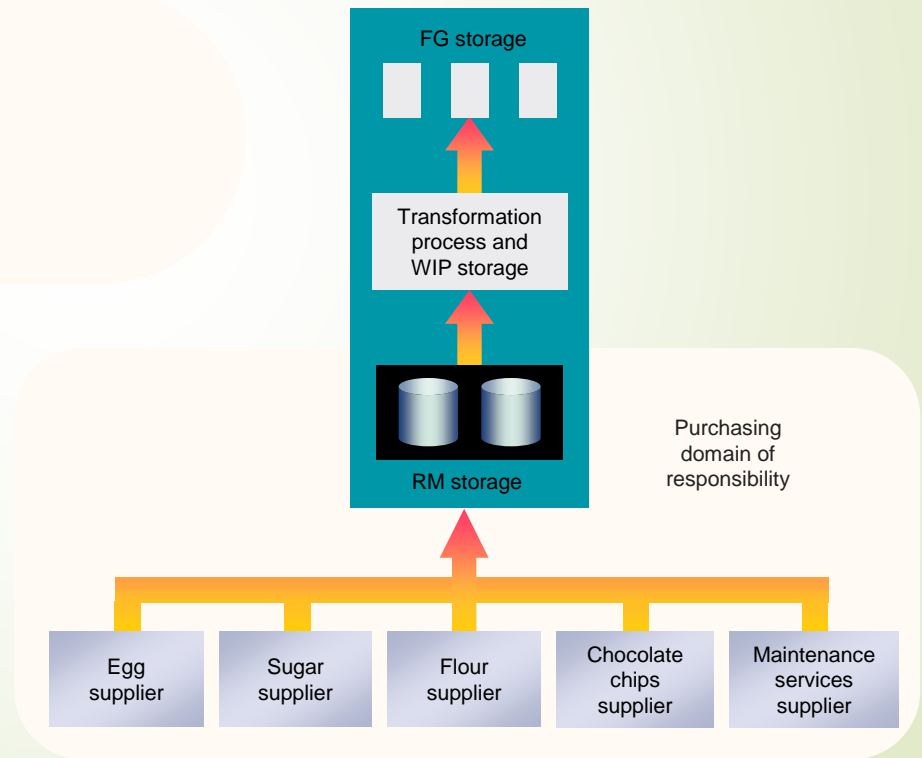 FG storage
Transformation
process and
WIP storage
RM storage
Purchasing
domain of
responsibility
Egg
supplier
Sugar
supplier
Flour
supplier
Chocolate
chips
supplier
Maintenance
services
supplier